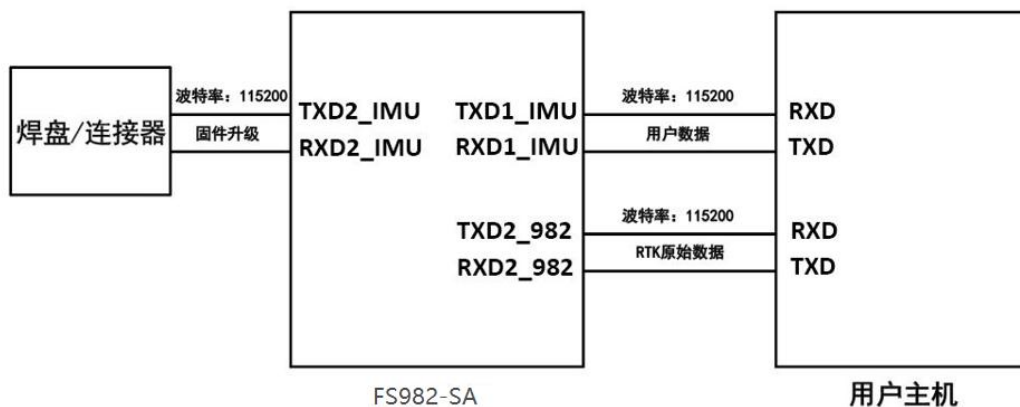 焊盘/连接器
波特率：115200
固件升级
TXD2_IMU
RXD2_IMU
TXD1_IMU
RXD1_IMU
TXD2_982
RXD2_982
FS982-SA
波特率：115200
用户数据
波特率：115200
RTK原始数据
RXD
TXD
RXD
TXD
用户主机